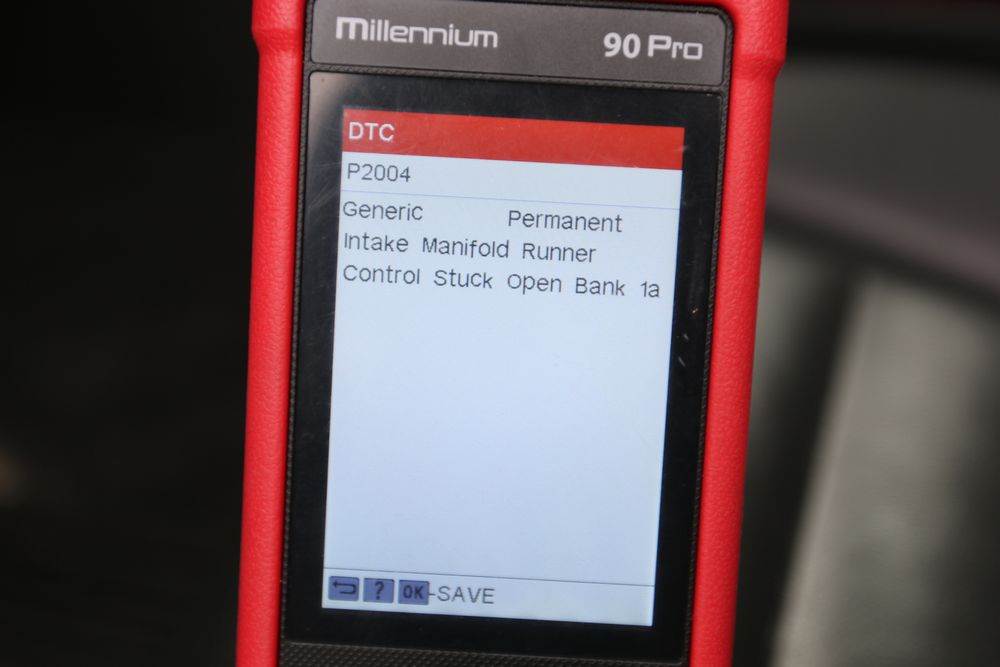 Millennium 90 Pro
DTC
P2004
Generic Permanent
Intake Manifold Runner
Control Stuck Open Bank 1a
? OK-SAVE